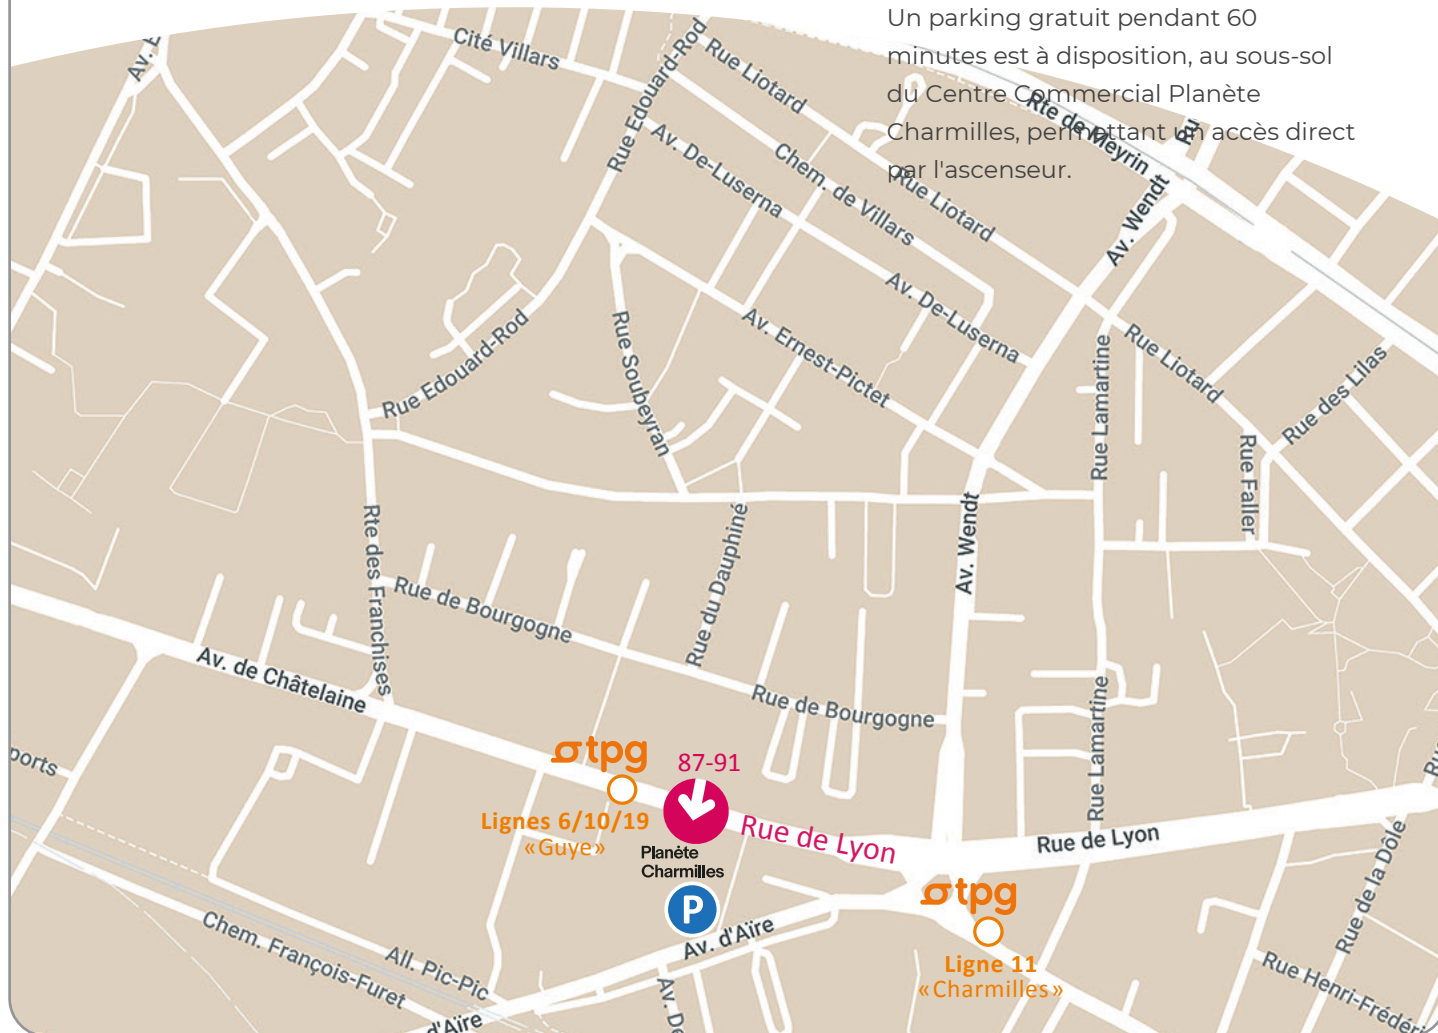 Un parking gratuit pendant 60
minutes est à disposition, au sous-sol
du Centre Commercial Planète
Charmilles, permettant un accès direct
par l'ascenseur.
Cité Villars
Rue Edouard-Rod
Rue Liotard
Rte de Meyrin
Av. De-Luserna
Chem. de Villars
Rue Liotard
Av. Wendt
Av. De-Luserna
Rue Edouard-Rod
Rue Soubeyran
Av. Ernest-Pictet
Rue Lamartine
Rue Liotard
Rue des Lilas
Rue Faller
Rte des Franchises
Rue du Dauphiné
Av. Wendt
Rue de Bourgogne
Av. de Châtelaine
Rue de Bourgogne
Rue Lamartine
tpg
87-91
Lignes 6/10/19
«Guye»
Rue de Lyon
Planète
Charmilles
P
Rue de Lyon
Rue de la Dôle
tpg
Ligne 11
«Charmilles»
Av. d'Aïre
Chem. François-Furet
All. Pic-Pic
d'Aïre
Rue Henri-Frédéri